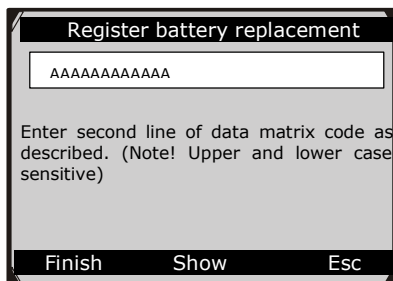 Register battery replacement
AAAAAAAAAAAA
Enter second line of data matrix code as
described. (Note! Upper and lower case
sensitive)
Finish Show Esc